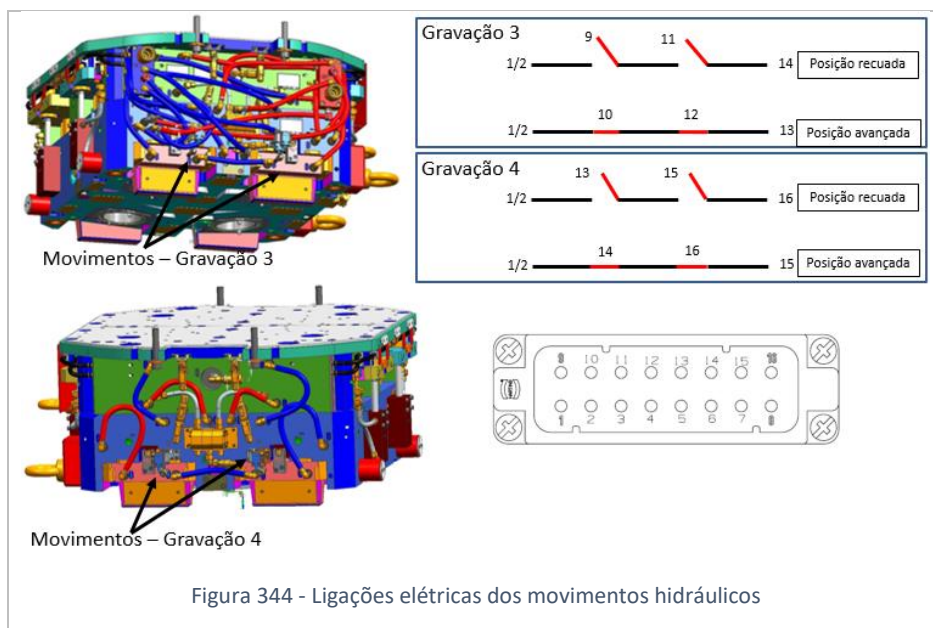 Gravação 3
9
11
1/2
14
Posição recuada
10
12
1/2
13
Posição avançada
Gravação 4
13
15
1/2
16
Posição recuada
14
16
1/2
15
Posição avançada
Movimentos – Gravação 3
Movimentos – Gravação 4
9 10 11 12 13 14 15 16
1 2 3 4 5 6 7 8
Figura 344 - Ligações elétricas dos movimentos hidráulicos